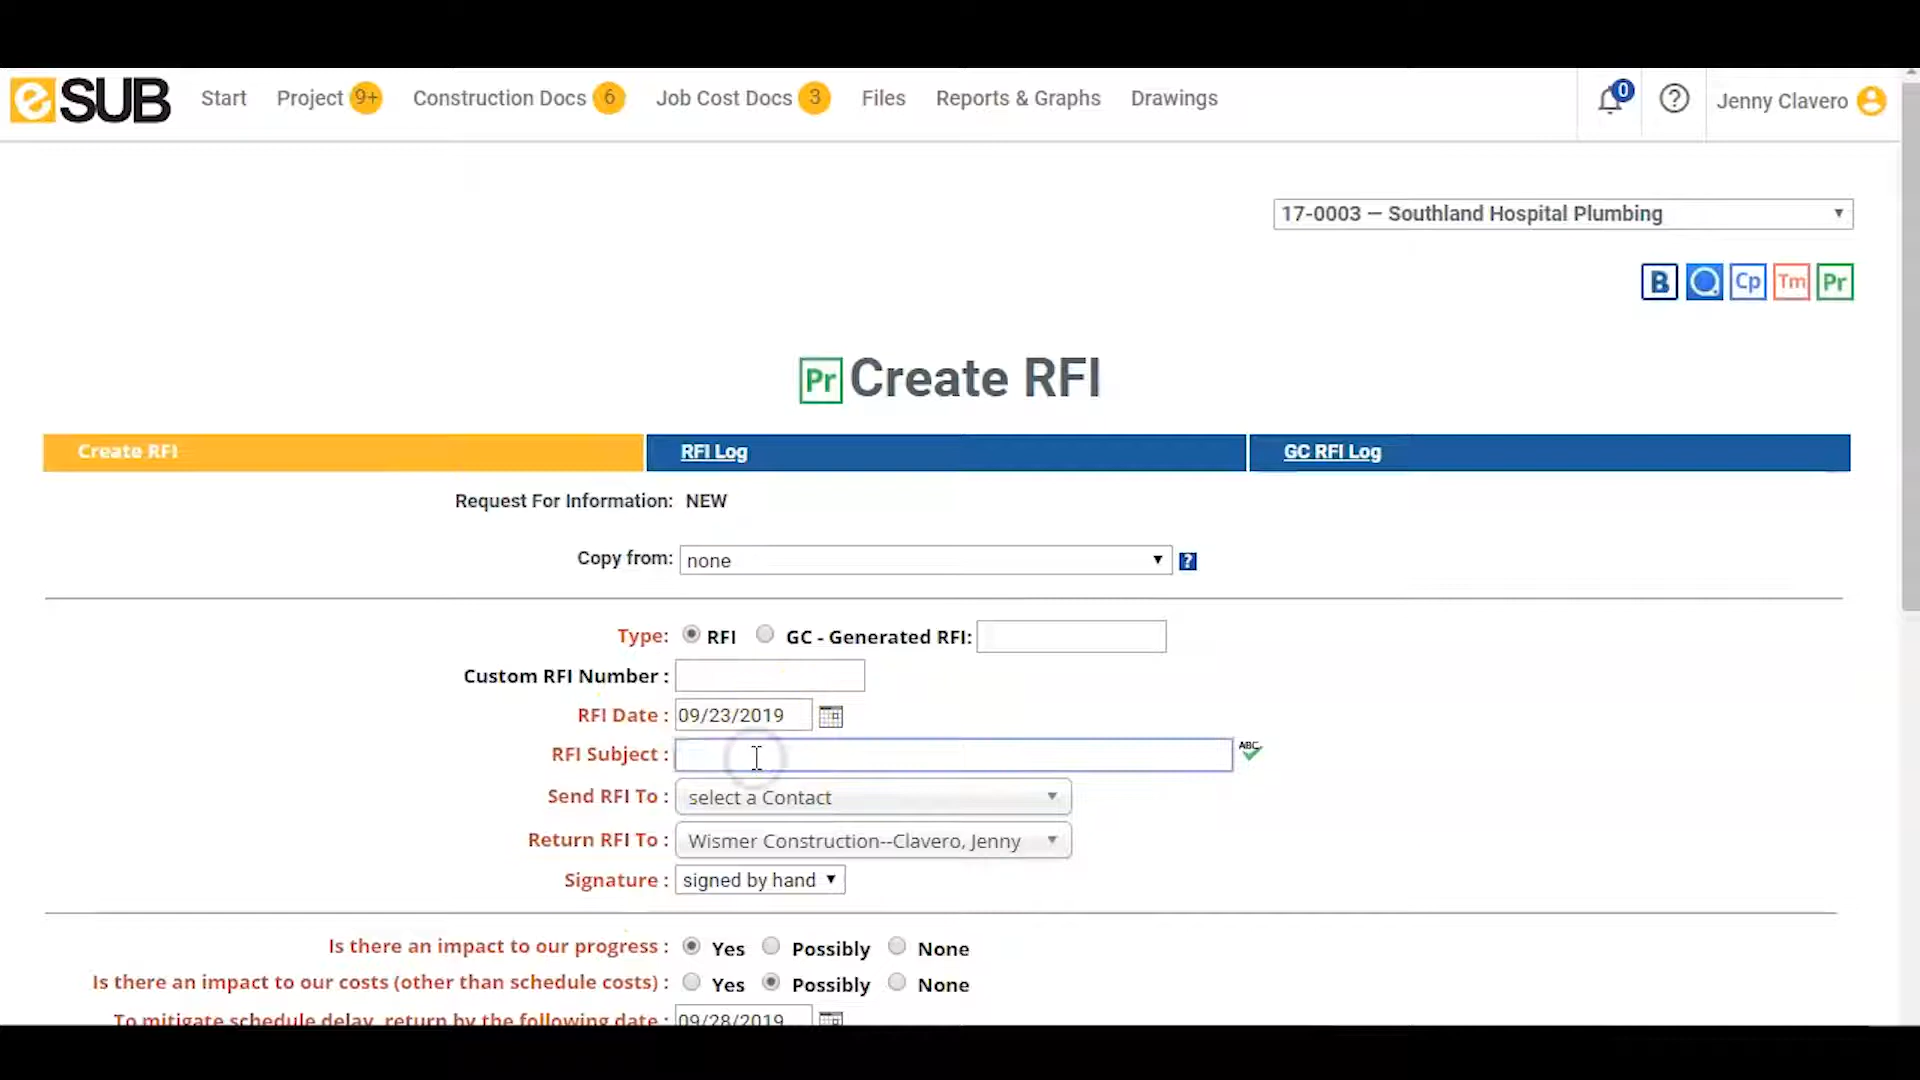 eSUB Start Project 9+ Construction Docs 6 Job Cost Docs 3 Files Reports & Graphs Drawings 0 ? Jenny Clavero
17-0003 — Southland Hospital Plumbing
B Cp Tm Pr
Pr Create RFI
Create RFI RFI Log GC RFI Log
Request For Information: NEW
Copy from: none ?
Type: RFI GC - Generated RFI:
Custom RFI Number :
RFI Date : 09/23/2019
RFI Subject : ABC
Send RFI To : select a Contact
Return RFI To : Wismer Construction--Clavero, Jenny
Signature : signed by hand
Is there an impact to our progress : Yes Possibly None
Is there an impact to our costs (other than schedule costs) : Yes Possibly None
To mitigate schedule delay, return by the following date : 09/28/2019